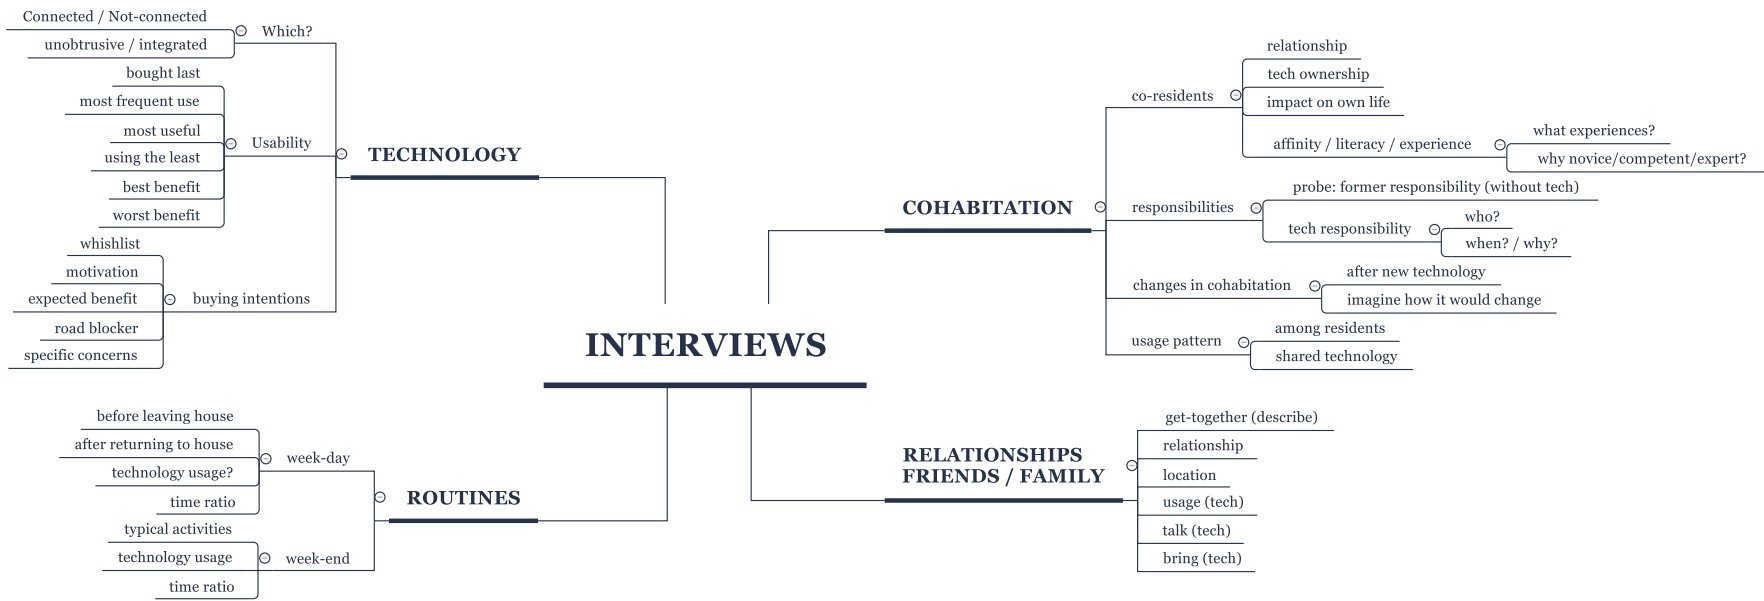 INTERVIEWS
TECHNOLOGY
Which?
Connected / Not-connected
unobtrusive / integrated
Usability
bought last
most frequent use
most useful
using the least
best benefit
worst benefit
buying intentions
whishlist
motivation
expected benefit
road blocker
specific concerns
ROUTINES
week-day
before leaving house
after returning to house
technology usage?
time ratio
week-end
typical activities
technology usage
time ratio
COHABITATION
co-residents
relationship
tech ownership
impact on own life
affinity / literacy / experience
what experiences?
why novice/competent/expert?
responsibilities
probe: former responsibility (without tech)
tech responsibility
who?
when? / why?
changes in cohabitation
after new technology
imagine how it would change
usage pattern
among residents
shared technology
RELATIONSHIPS
FRIENDS / FAMILY
get-together (describe)
relationship
location
usage (tech)
talk (tech)
bring (tech)